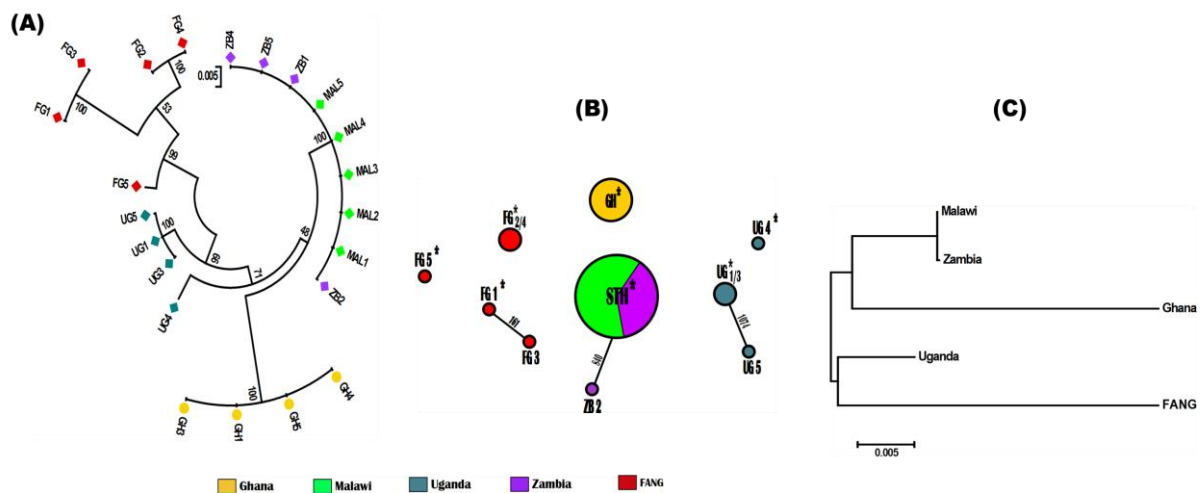 (A)
FG4
FG2
FG3
FG1
FG5
100
100
53
99
ZB4
ZB5
ZB1
0.005
MAL5
MAL4
MAL3
MAL2
MAL1
ZB2
100
48
71
99
100
UG5
UG1
UG3
UG4
100
GH3
GH1
GH5
GH4
(B)
GH*
FG*
2/4
FG 5*
FG 1*
FG 3
STH*
ZB 2
640
UG 4*
UG*
1/3
1074
UG 5
(C)
Malawi
Zambia
Ghana
Uganda
FANG
0.005
Ghana Malawi Uganda Zambia FANG